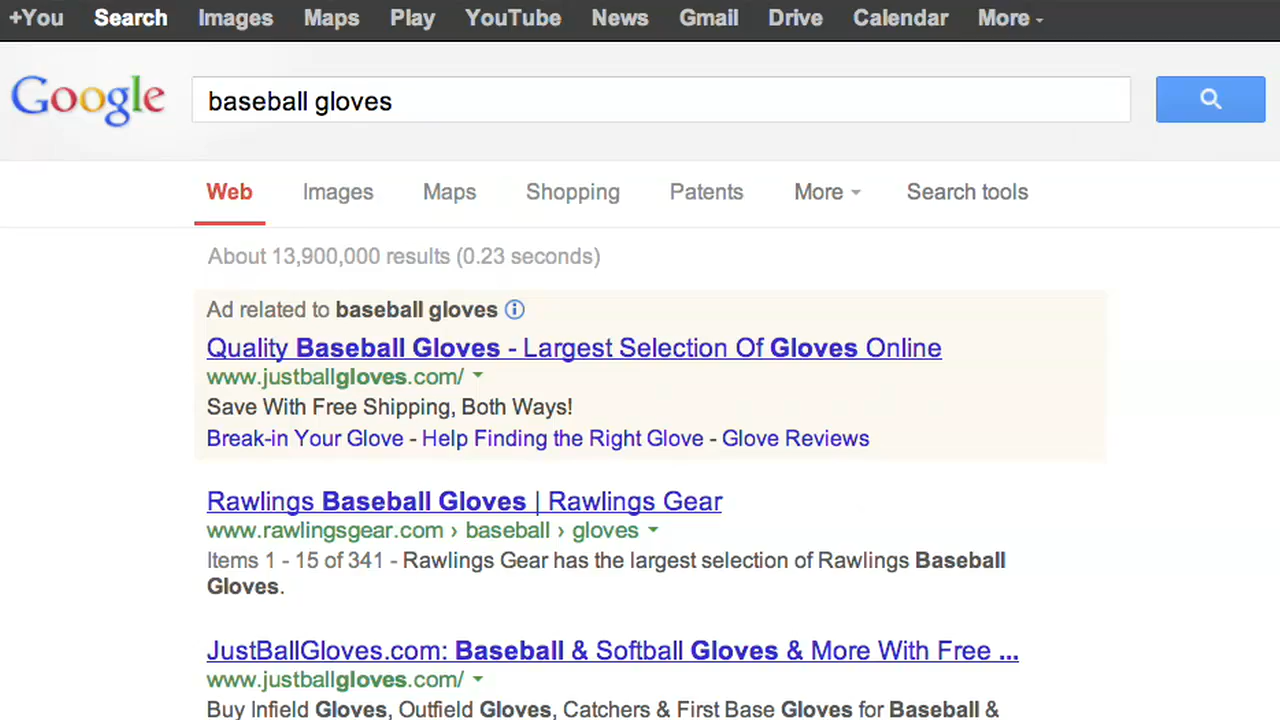 +You Search Images Maps Play YouTube News Gmail Drive Calendar More
Google baseball gloves
Web Images Maps Shopping Patents More Search tools
About 13,900,000 results (0.23 seconds)
Ad related to baseball gloves
Quality Baseball Gloves - Largest Selection Of Gloves Online
www.justballgloves.com/
Save With Free Shipping, Both Ways!
Break-in Your Glove - Help Finding the Right Glove - Glove Reviews
Rawlings Baseball Gloves | Rawlings Gear
www.rawlingsgear.com › baseball › gloves
Items 1 - 15 of 341 - Rawlings Gear has the largest selection of Rawlings Baseball
Gloves.
JustBallGloves.com: Baseball & Softball Gloves & More With Free ...
www.justballgloves.com/
Buy Infield Gloves, Outfield Gloves, Catchers & First Base Gloves for Baseball &